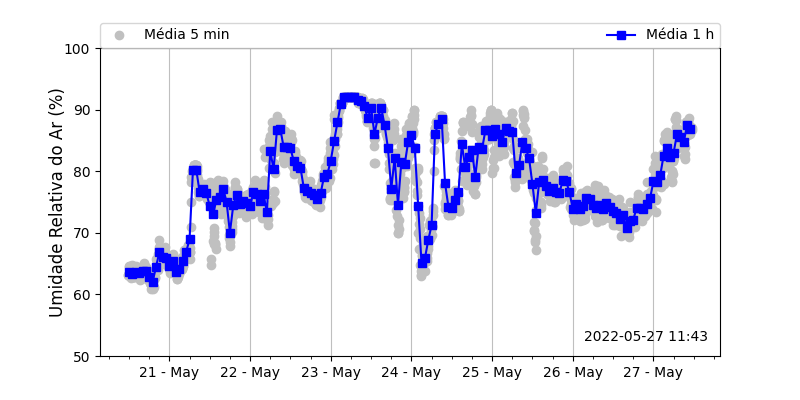 Média 5 min
Média 1 h
Umidade Relativa do Ar (%)
100
90
80
70
60
50
2022-05-27 11:43
21 - May
22 - May
23 - May
24 - May
25 - May
26 - May
27 - May